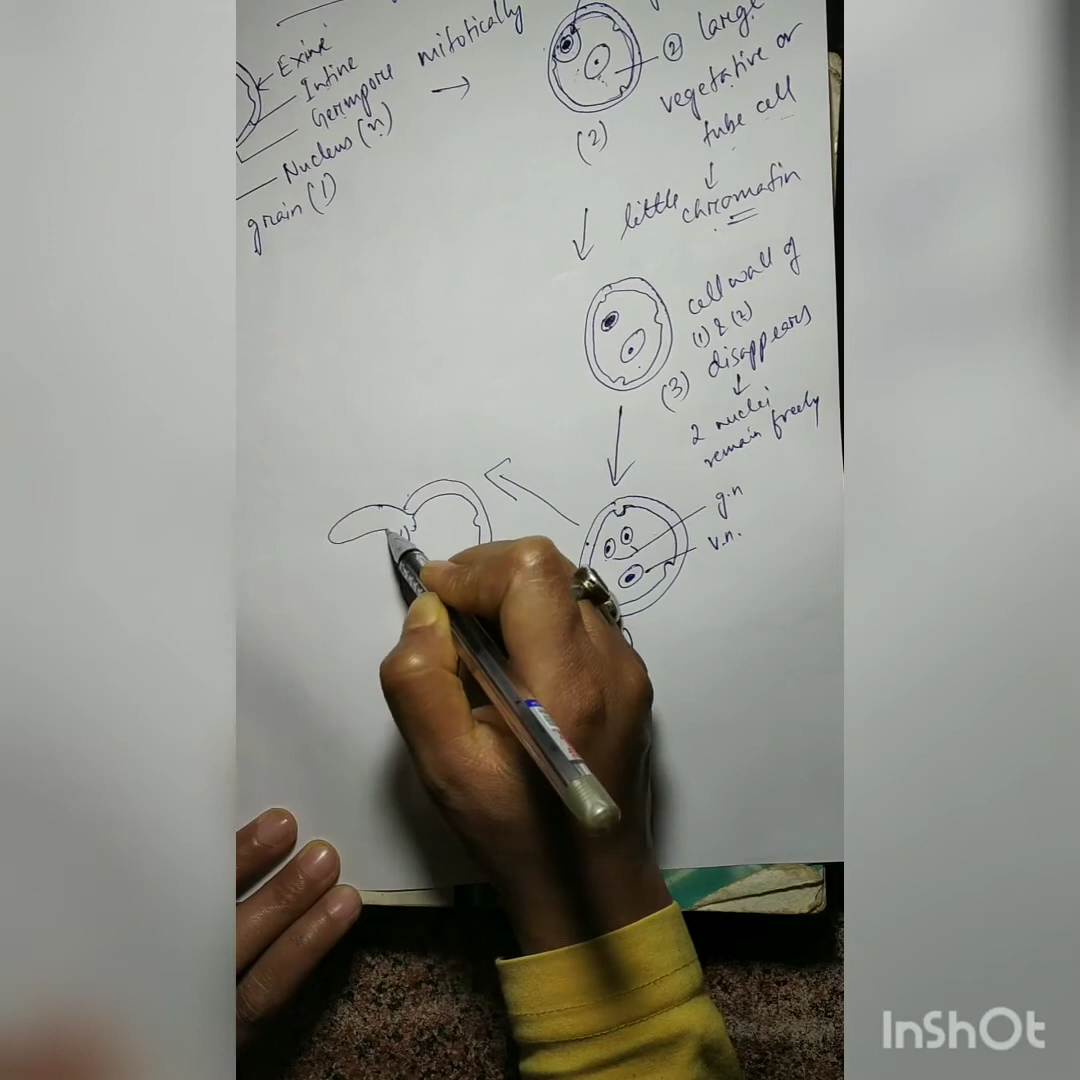 Exine
Intine
Germpore
Nucleus (n)
grain (1)
mitotically
(2)
② large
vegetative or
tube cell
little chromatin
cell wall of
(1) & (2)
disappears
(3)
2 nuclei
remain freely
g.n
v.n.
InShOt